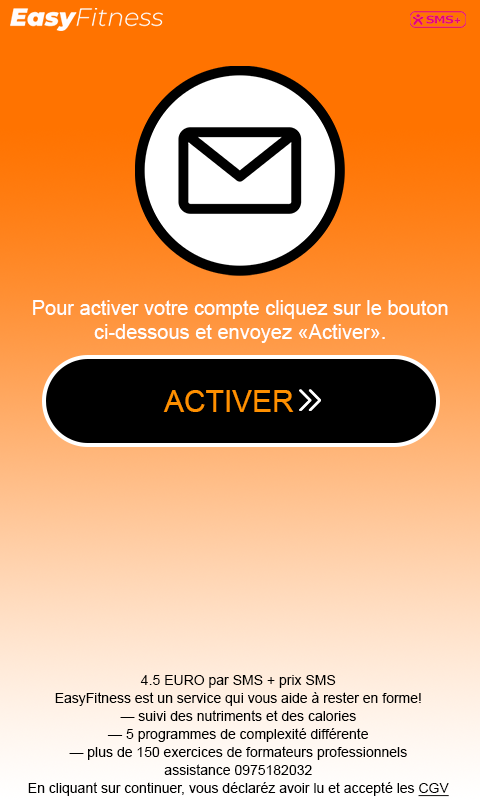 EasyFitness
SMS+
Pour activer votre compte cliquez sur le bouton
ci-dessous et envoyez «Activer».
ACTIVER
4.5 EURO par SMS + prix SMS
EasyFitness est un service qui vous aide à rester en forme!
— suivi des nutriments et des calories
— 5 programmes de complexité différente
— plus de 150 exercices de formateurs professionnels
assistance 0975182032
En cliquant sur continuer, vous déclaréz avoir lu et accepté les CGV